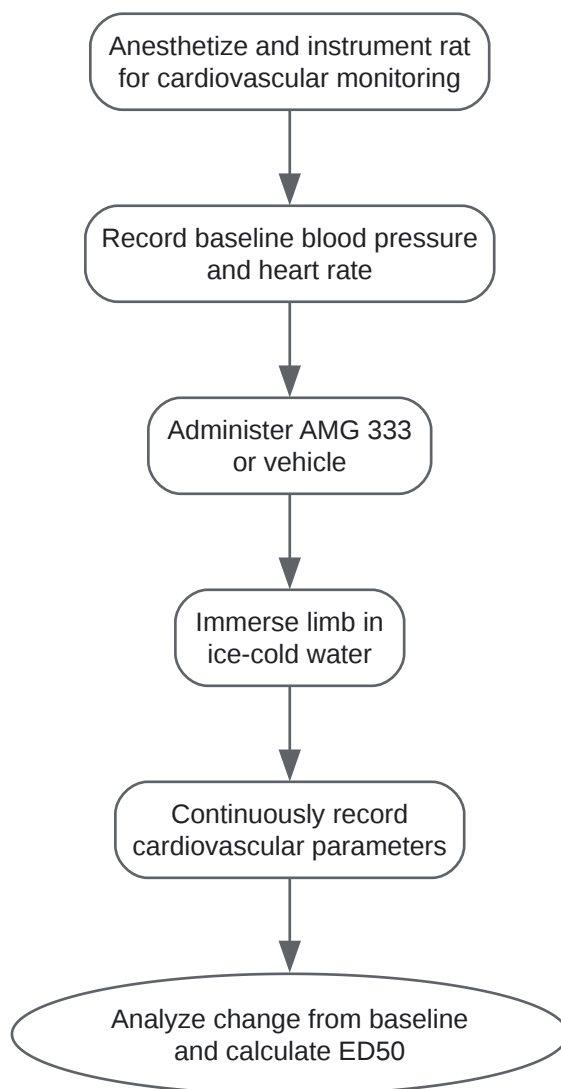 Anesthetize and instrument rat
for cardiovascular monitoring
Record baseline blood pressure
and heart rate
Administer AMG 333
or vehicle
Immerse limb in
ice-cold water
Continuously record
cardiovascular parameters
Analyze change from baseline
and calculate ED50